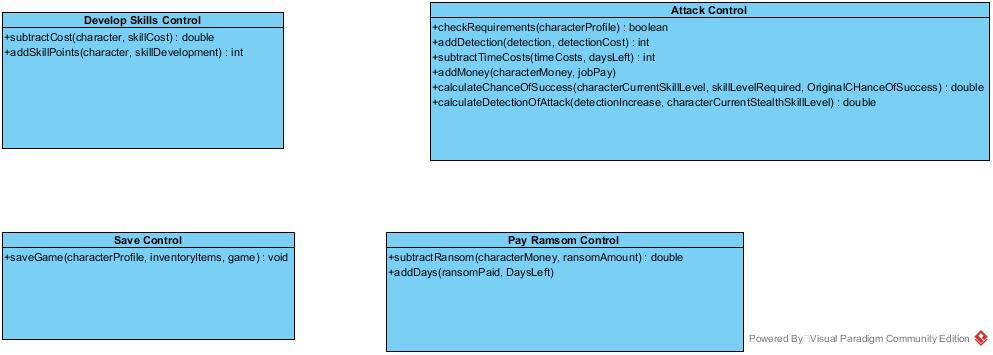 Develop Skills Control
+subtractCost(character, skillCost) : double
+addSkillPoints(character, skillDevelopment) : int
Attack Control
+checkRequirements(characterProfile) : boolean
+addDetection(detection, detectionCost) : int
+subtractTimeCosts(timeCosts, daysLeft) : int
+addMoney(characterMoney, jobPay)
+calculateChanceOfSuccess(characterCurrentSkillLevel, skillLevelRequired, OriginalCHanceOfSuccess) : double
+calculateDetectionOfAttack(detectionIncrease, characterCurrentStealthSkillLevel) : double
Save Control
+saveGame(characterProfile, inventoryItems, game) : void
Pay Ramsom Control
+subtractRansom(characterMoney, ransomAmount) : double
+addDays(ransomPaid, DaysLeft)
Powered By Visual Paradigm Community Edition